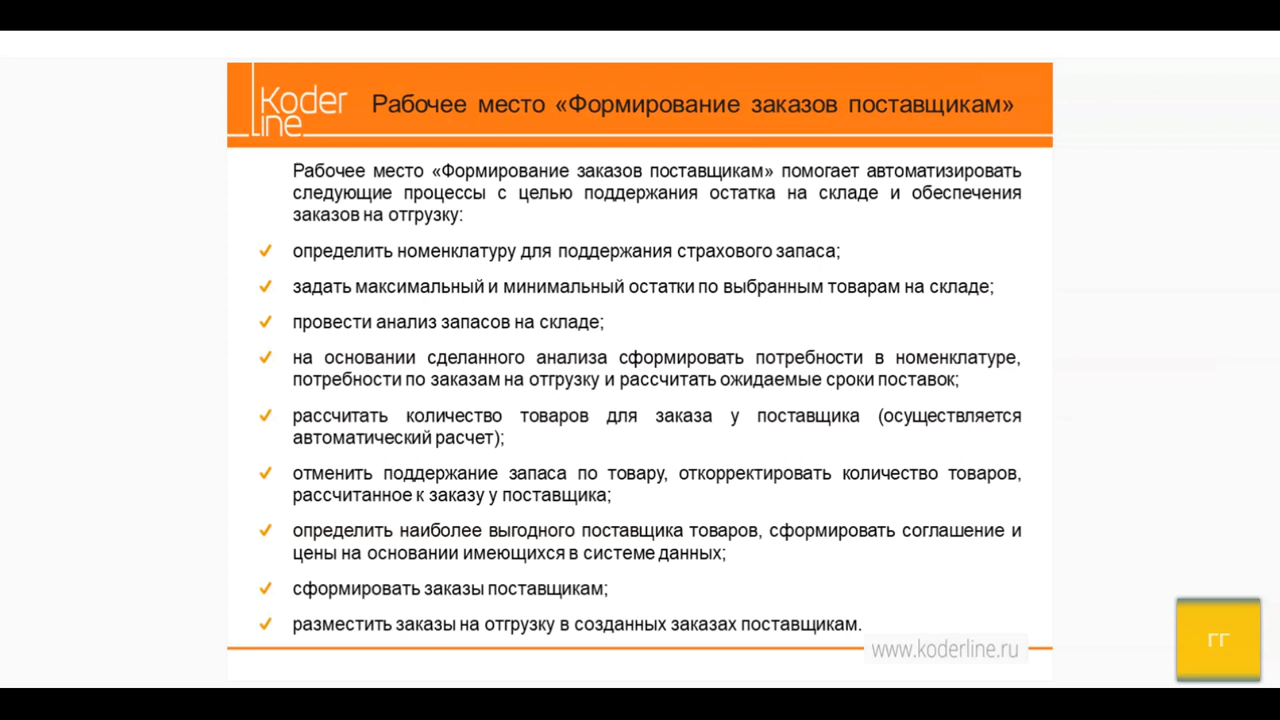 Koder
line
Рабочее место «Формирование заказов поставщикам»
Рабочее место «Формирование заказов поставщикам» помогает автоматизировать
следующие процессы с целью поддержания остатка на складе и обеспечения
заказов на отгрузку:
определить номенклатуру для поддержания страхового запаса;
задать максимальный и минимальный остатки по выбранным товарам на складе;
провести анализ запасов на складе;
на основании сделанного анализа сформировать потребности в номенклатуре,
потребности по заказам на отгрузку и рассчитать ожидаемые сроки поставок;
рассчитать количество товаров для заказа у поставщика (осуществляется
автоматический расчет);
отменить поддержание запаса по товару, откорректировать количество товаров,
рассчитанное к заказу у поставщика;
определить наиболее выгодного поставщика товаров, сформировать соглашение и
цены на основании имеющихся в системе данных;
сформировать заказы поставщикам;
разместить заказы на отгрузку в созданных заказах поставщикам.
www.koderline.ru
ГГ